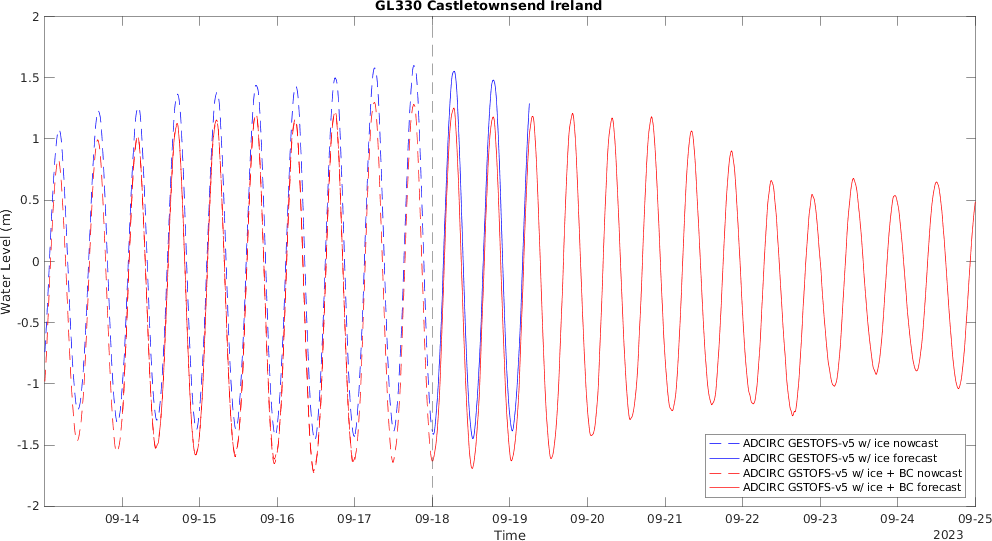 GL330 Castletownsend Ireland
2
1.5
1
0.5
0
-0.5
-1
-1.5
-2
Water Level (m)
ADCIRC GESTOFS-v5 w/ ice nowcast
ADCIRC GESTOFS-v5 w/ ice forecast
ADCIRC GSTOFS-v5 w/ ice + BC nowcast
ADCIRC GSTOFS-v5 w/ ice + BC forecast
09-14 09-15 09-16 09-17 09-18 09-19 09-20 09-21 09-22 09-23 09-24 09-25
Time
2023